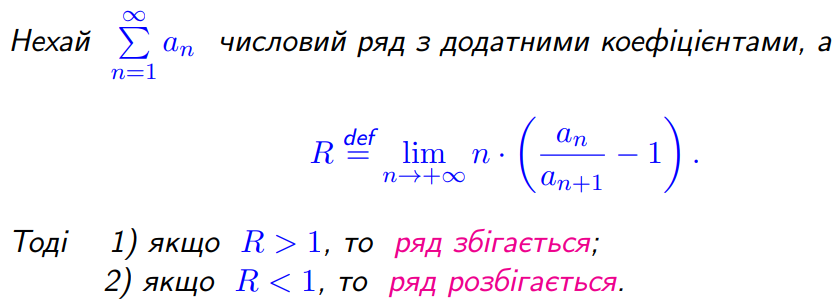 Нехай $\sum_{n=1}^{\infty} a_n$ числовий ряд з додатними коефіцієнтами, а
$R \stackrel{def}{=} \lim_{n \to +\infty} n \cdot \left( \frac{a_n}{a_{n+1}} - 1 \right).$
Тоді 1) якщо $R > 1$, то ряд збігається;
2) якщо $R < 1$, то ряд розбігається.